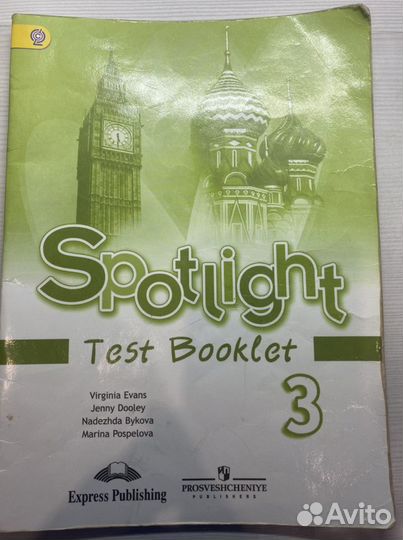 Spotlight
Test Booklet
3
Virginia Evans
Jenny Dooley
Nadezhda Bykova
Marina Pospelova
Express Publishing
PROSVESHCHENIYE
PUBLISHERS
Avito